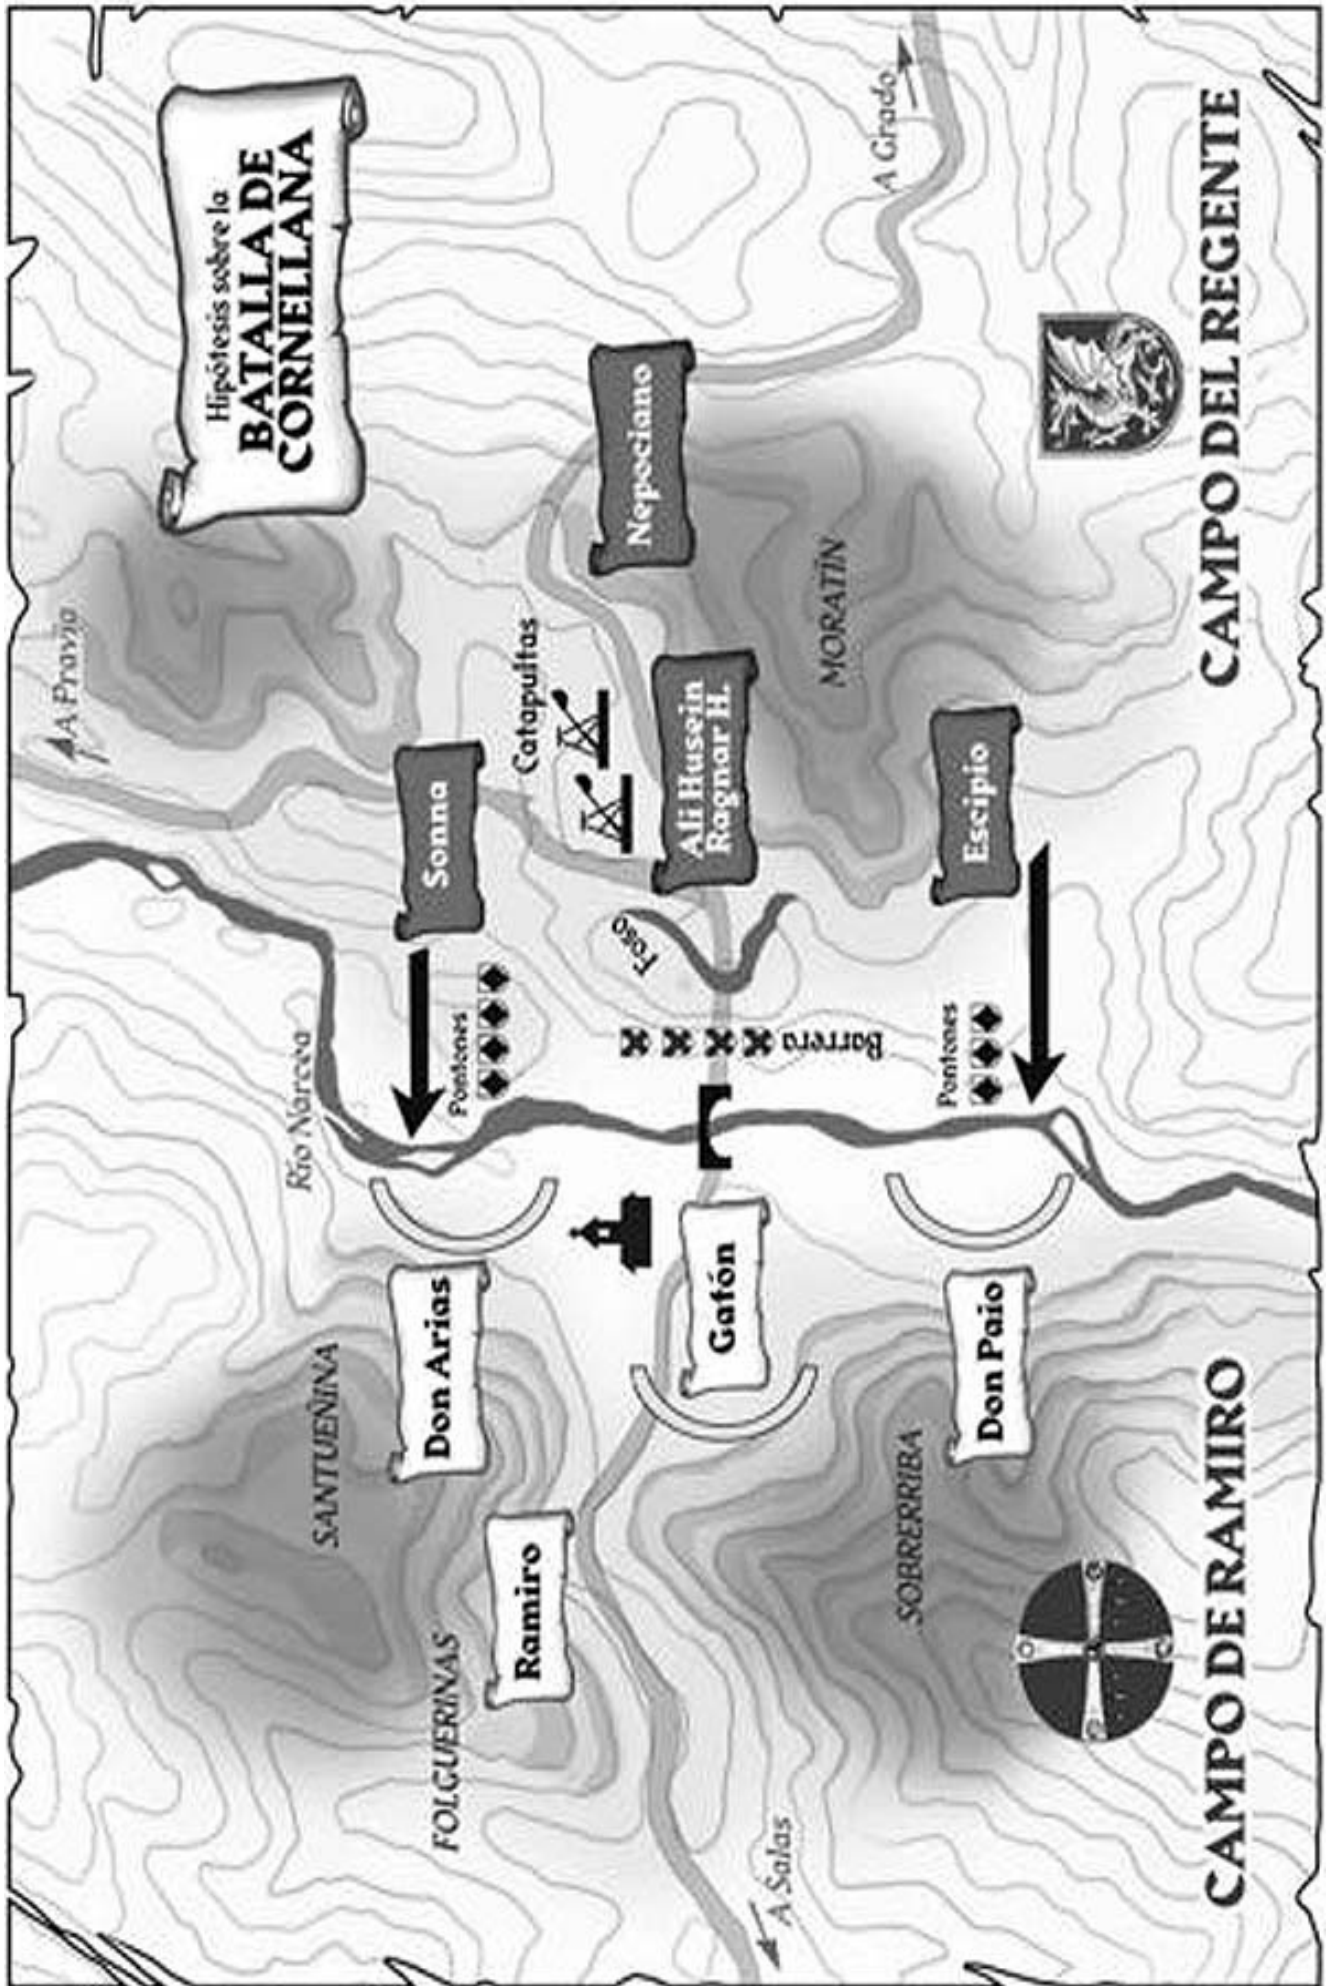 Hipótesis sobre la
BATALLA DE
CORNELLANA
A Pravia
Río Narcea
SANTUEÑINA
FOLGUERINAS
Don Arias
Ramiro
Pontones
Sonna
Catapultas
Foso
Nepociano
Ali Husein
Ragnar H.
Gatón
Barrera
A Grado
MORATÍN
A Salas
SOBRERRIBA
Don Paio
Pontones
Escipio
CAMPO DE RAMIRO
CAMPO DEL REGENTE